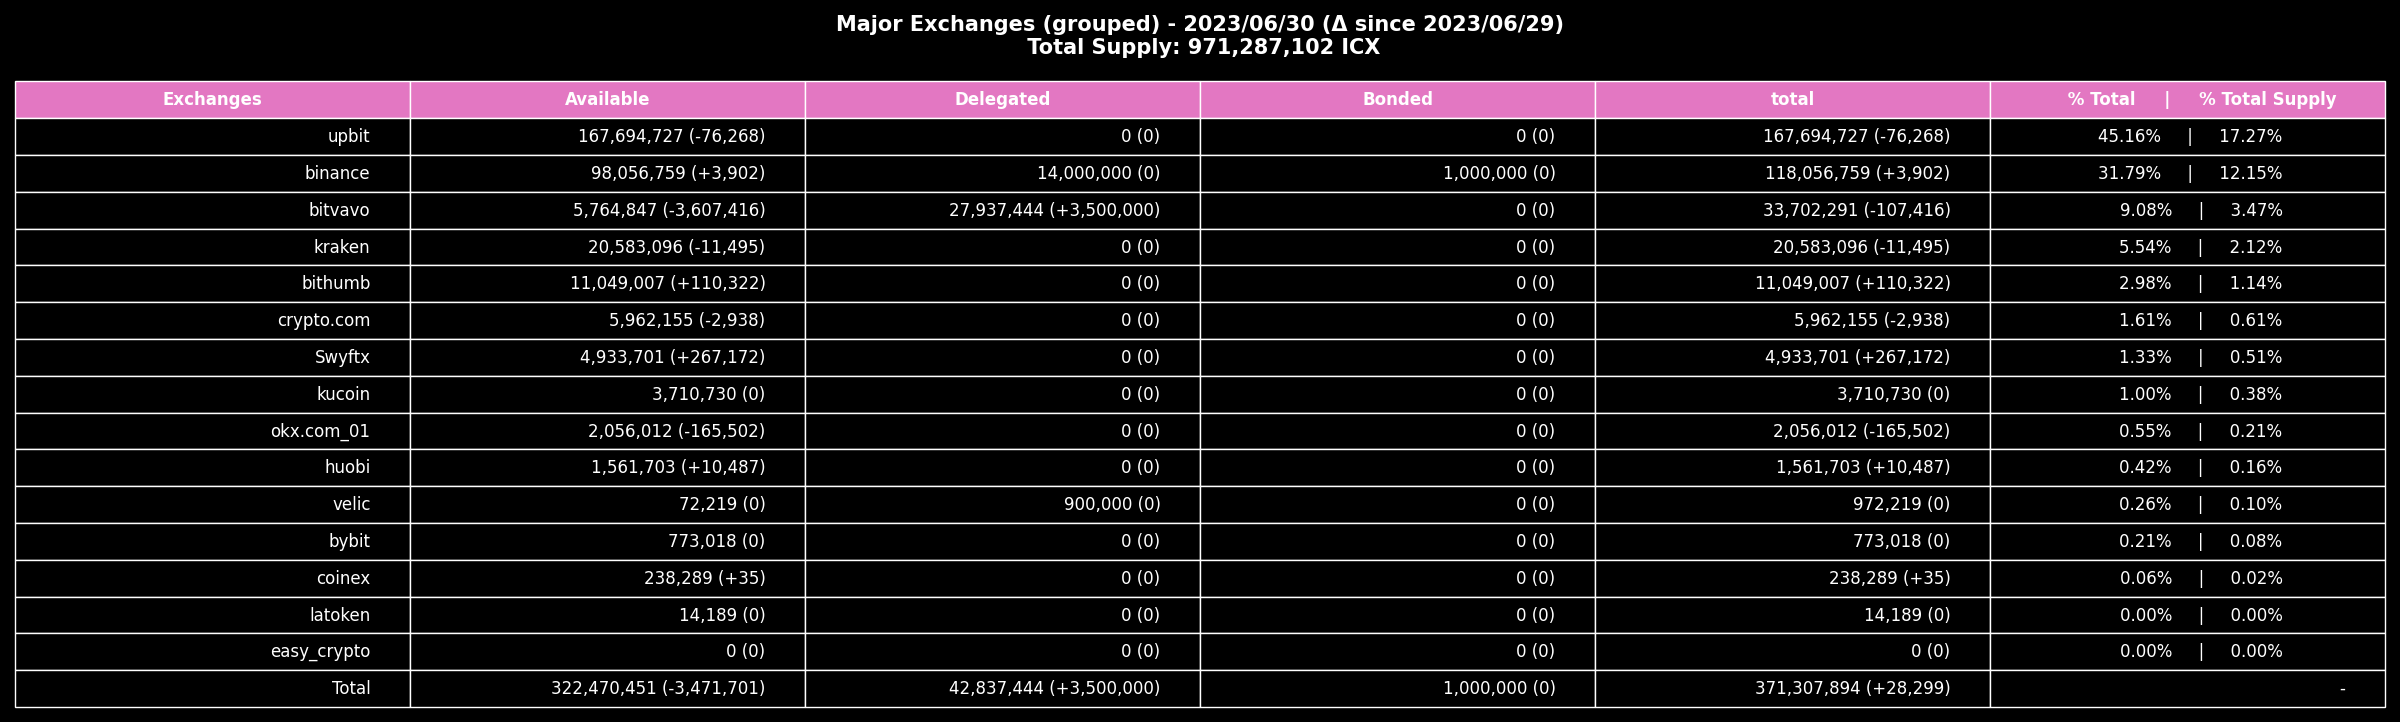 Major Exchanges (grouped) - 2023/06/30 (Δ since 2023/06/29)
Total Supply: 971,287,102 ICX
Exchanges Available Delegated Bonded total % Total | % Total Supply
upbit 167,694,727 (-76,268) 0 (0) 0 (0) 167,694,727 (-76,268) 45.16% | 17.27%
binance 98,056,759 (+3,902) 14,000,000 (0) 1,000,000 (0) 118,056,759 (+3,902) 31.79% | 12.15%
bitvavo 5,764,847 (-3,607,416) 27,937,444 (+3,500,000) 0 (0) 33,702,291 (-107,416) 9.08% | 3.47%
kraken 20,583,096 (-11,495) 0 (0) 0 (0) 20,583,096 (-11,495) 5.54% | 2.12%
bithumb 11,049,007 (+110,322) 0 (0) 0 (0) 11,049,007 (+110,322) 2.98% | 1.14%
crypto.com 5,962,155 (-2,938) 0 (0) 0 (0) 5,962,155 (-2,938) 1.61% | 0.61%
Swyftx 4,933,701 (+267,172) 0 (0) 0 (0) 4,933,701 (+267,172) 1.33% | 0.51%
kucoin 3,710,730 (0) 0 (0) 0 (0) 3,710,730 (0) 1.00% | 0.38%
okx.com_01 2,056,012 (-165,502) 0 (0) 0 (0) 2,056,012 (-165,502) 0.55% | 0.21%
huobi 1,561,703 (+10,487) 0 (0) 0 (0) 1,561,703 (+10,487) 0.42% | 0.16%
velic 72,219 (0) 900,000 (0) 0 (0) 972,219 (0) 0.26% | 0.10%
bybit 773,018 (0) 0 (0) 0 (0) 773,018 (0) 0.21% | 0.08%
coinex 238,289 (+35) 0 (0) 0 (0) 238,289 (+35) 0.06% | 0.02%
latoken 14,189 (0) 0 (0) 0 (0) 14,189 (0) 0.00% | 0.00%
easy_crypto 0 (0) 0 (0) 0 (0) 0 (0) 0.00% | 0.00%
Total 322,470,451 (-3,471,701) 42,837,444 (+3,500,000) 1,000,000 (0) 371,307,894 (+28,299) -